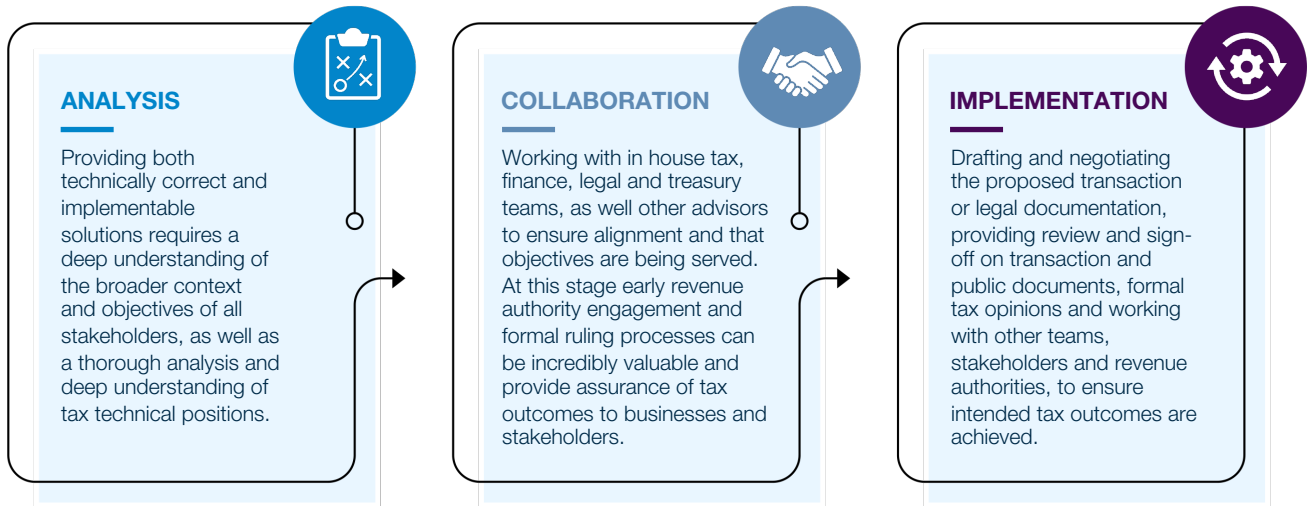 ANALYSIS
Providing both
technically correct and
implementable
solutions requires a
deep understanding of
the broader context
and objectives of all
stakeholders, as well as
a thorough analysis and
deep understanding of
tax technical positions.
COLLABORATION
Working with in house tax,
finance, legal and treasury
teams, as well other advisors
to ensure alignment and that
objectives are being served.
At this stage early revenue
authority engagement and
formal ruling processes can
be incredibly valuable and
provide assurance of tax
outcomes to businesses and
stakeholders.
IMPLEMENTATION
Drafting and negotiating
the proposed transaction
or legal documentation,
providing review and sign-
off on transaction and
public documents, formal
tax opinions and working
with other teams,
stakeholders and revenue
authorities, to ensure
intended tax outcomes are
achieved.